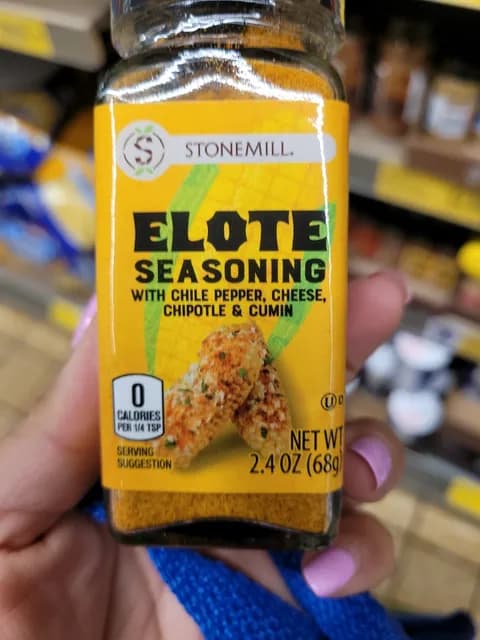 S
STONEMILL®
ELOTE
SEASONING
WITH CHILE PEPPER, CHEESE,
CHIPOTLE & CUMIN
0
CALORIES
PER 1/4 TSP
SERVING
SUGGESTION
U D
NET WT
2.4 OZ (68g)